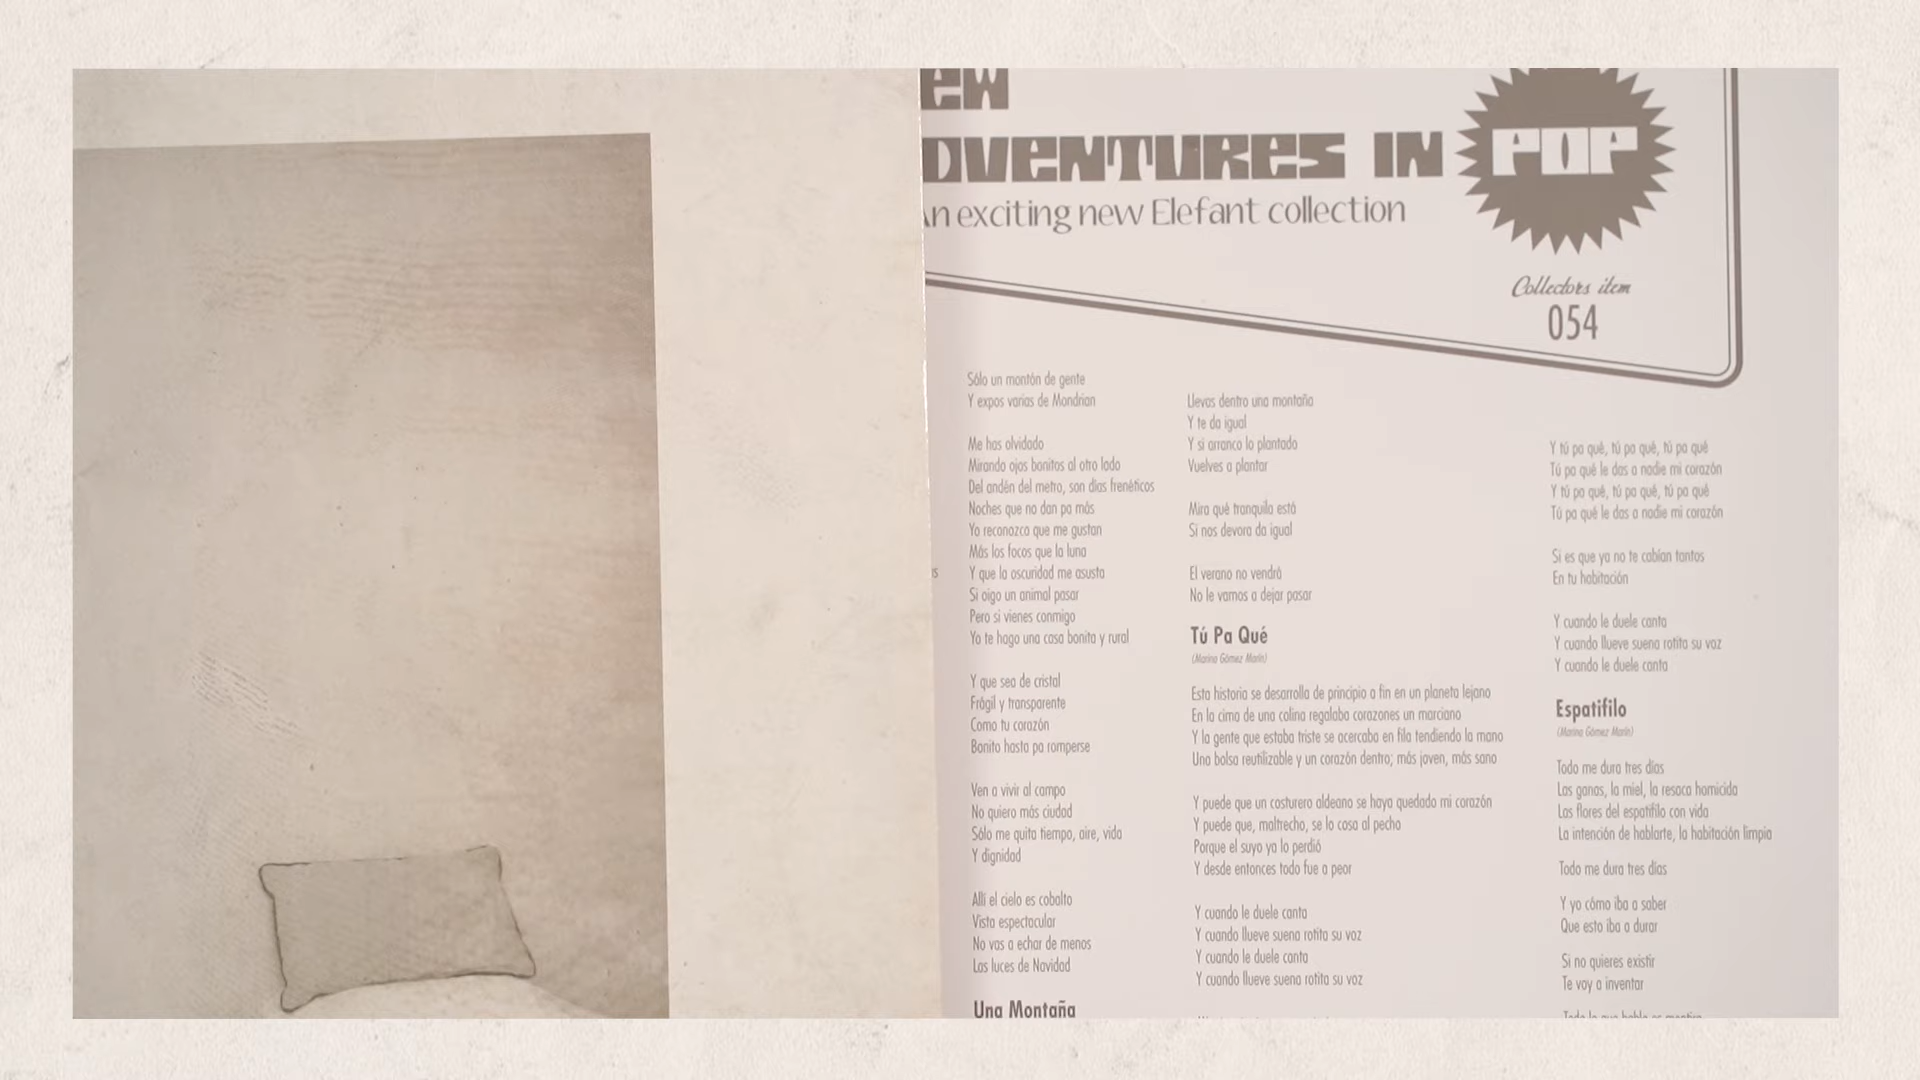 EW
DVENTURES IN POP
An exciting new Elefant collection
Collectors item
054
Sólo un montón de gente
Y expos varias de Mondrian
Me has olvidado
Mirando ojos bonitos al otro lado
Del andén del metro, son días frenéticos
Noches que no dan pa más
Yo reconozco que me gustan
Más los focos que la luna
Y que la oscuridad me asusta
Si oigo un animal pasar
Pero si vienes conmigo
Yo te hago una casa bonita y rural
Y que sea de cristal
Frágil y transparente
Como tu corazón
Bonito hasta pa romperse
Ven a vivir al campo
No quiero más ciudad
Sólo me quita tiempo, aire, vida
Y dignidad
Allí el cielo es cobalto
Vista espectacular
No vas a echar de menos
Las luces de Navidad
Una Montaña
Llevas dentro una montaña
Y te da igual
Y si arranco lo plantado
Vuelves a plantar
Mira qué tranquila está
Si nos devora da igual
El verano no vendrá
No le vamos a dejar pasar
Tú Pa Qué
(Marina Gómez Marín)
Esta historia se desarrolla de principio a fin en un planeta lejano
En la cima de una colina regalaba corazones un marciano
Y la gente que estaba triste se acercaba en fila tendiendo la mano
Una bolsa reutilizable y un corazón dentro; más joven, más sano
Y puede que un costurero aldeano se haya quedado mi corazón
Y puede que, maltrecho, se lo cosa al pecho
Porque el suyo ya lo perdió
Y desde entonces todo fue a peor
Y cuando le duele canta
Y cuando llueve suena rotita su voz
Y cuando le duele canta
Y cuando llueve suena rotita su voz
Y tú pa qué, tú pa qué, tú pa qué
Tú pa qué le das a nadie mi corazón
Y tú pa qué, tú pa qué, tú pa qué
Tú pa qué le das a nadie mi corazón
Si es que ya no te cabían tantos
En tu habitación
Y cuando le duele canta
Y cuando llueve suena rotita su voz
Y cuando le duele canta
Espatifilo
(Marina Gómez Marín)
Todo me dura tres días
Las ganas, la miel, la resaca homicida
Las flores del espatifilo con vida
La intención de hablarte, la habitación limpia
Todo me dura tres días
Y yo cómo iba a saber
Que esto iba a durar
Si no quieres existir
Te voy a inventar